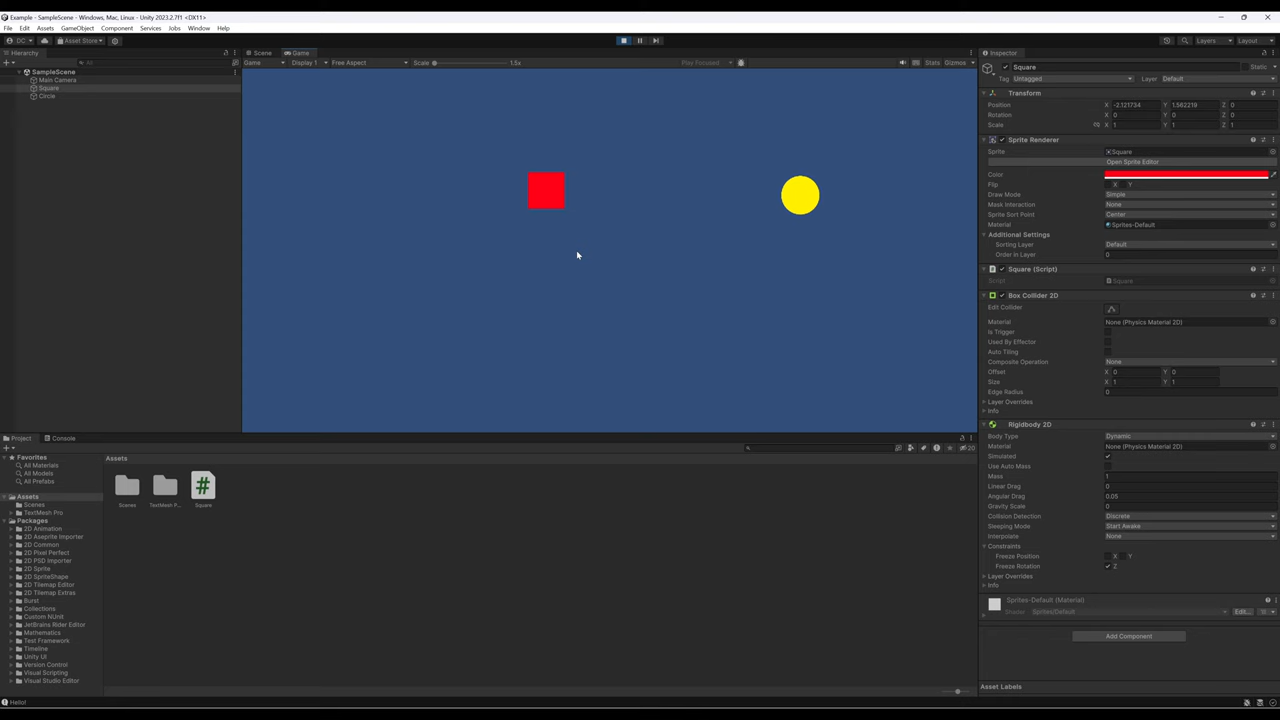 Example - SampleScene - Windows, Mac, Linux - Unity 2023.2.7f1 <DX11>
File Edit Assets GameObject Component Services Jobs Window Help
DC Asset Store Layers Layout
Hierarchy
All
SampleScene
Main Camera
Square
Circle
Scene Game
Game Display 1 Free Aspect Scale 1.5x Play Focused Stats Gizmos
Inspector
Square Static
Tag Untagged Layer Default
Transform
Position X -2.121734 Y 1.562219 Z 0
Rotation X 0 Y 0 Z 0
Scale X 1 Y 1 Z 1
Sprite Renderer
Sprite Square
Open Sprite Editor
Color
Flip X Y
Draw Mode Simple
Mask Interaction None
Sprite Sort Point Center
Material Sprites-Default
Additional Settings
Sorting Layer Default
Order in Layer 0
Square (Script)
Script Square
Box Collider 2D
Edit Collider
Material None (Physics Material 2D)
Is Trigger
Used By Effector
Auto Tiling
Composite Operation None
Offset X 0 Y 0
Size X 1 Y 1
Edge Radius 0
Layer Overrides
Info
Rigidbody 2D
Body Type Dynamic
Material None (Physics Material 2D)
Simulated
Use Auto Mass
Mass 1
Linear Drag 0
Angular Drag 0.05
Gravity Scale 0
Collision Detection Discrete
Sleeping Mode Start Awake
Interpolate None
Constraints
Freeze Position X Y
Freeze Rotation Z
Layer Overrides
Info
Sprites-Default (Material)
Shader Sprites/Default Edit...
Add Component
Asset Labels
Project Console
20
Favorites
All Materials
All Models
All Prefabs
Assets
Scenes
TextMesh Pro
Packages
2D Animation
2D Aseprite Importer
2D Common
2D Pixel Perfect
2D PSD Importer
2D Sprite
2D SpriteShape
2D Tilemap Editor
2D Tilemap Extras
Burst
Collections
Custom NUnit
JetBrains Rider Editor
Mathematics
Test Framework
Timeline
Unity UI
Version Control
Visual Scripting
Visual Studio Editor
Assets
Scenes TextMesh P... Square
Hello!